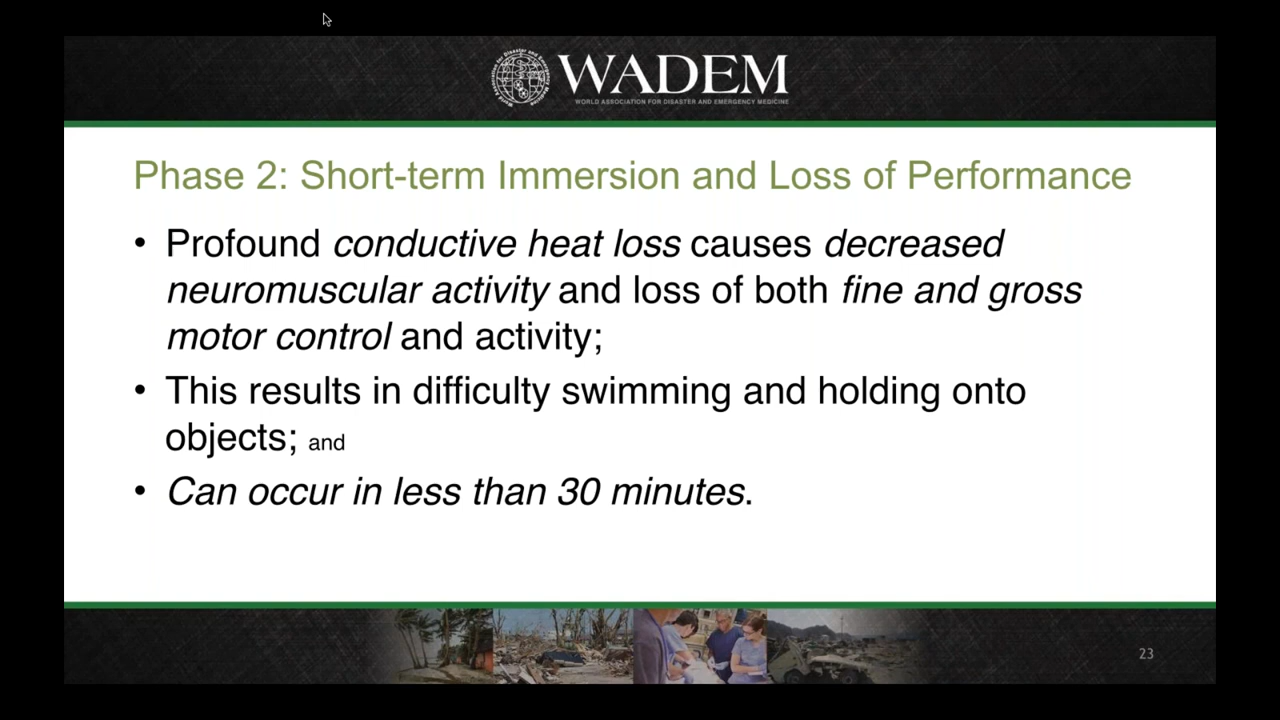 WADEM
WORLD ASSOCIATION FOR DISASTER AND EMERGENCY MEDICINE
Phase 2: Short-term Immersion and Loss of Performance
• Profound conductive heat loss causes decreased
neuromuscular activity and loss of both fine and gross
motor control and activity;
• This results in difficulty swimming and holding onto
objects; and
• Can occur in less than 30 minutes.
23